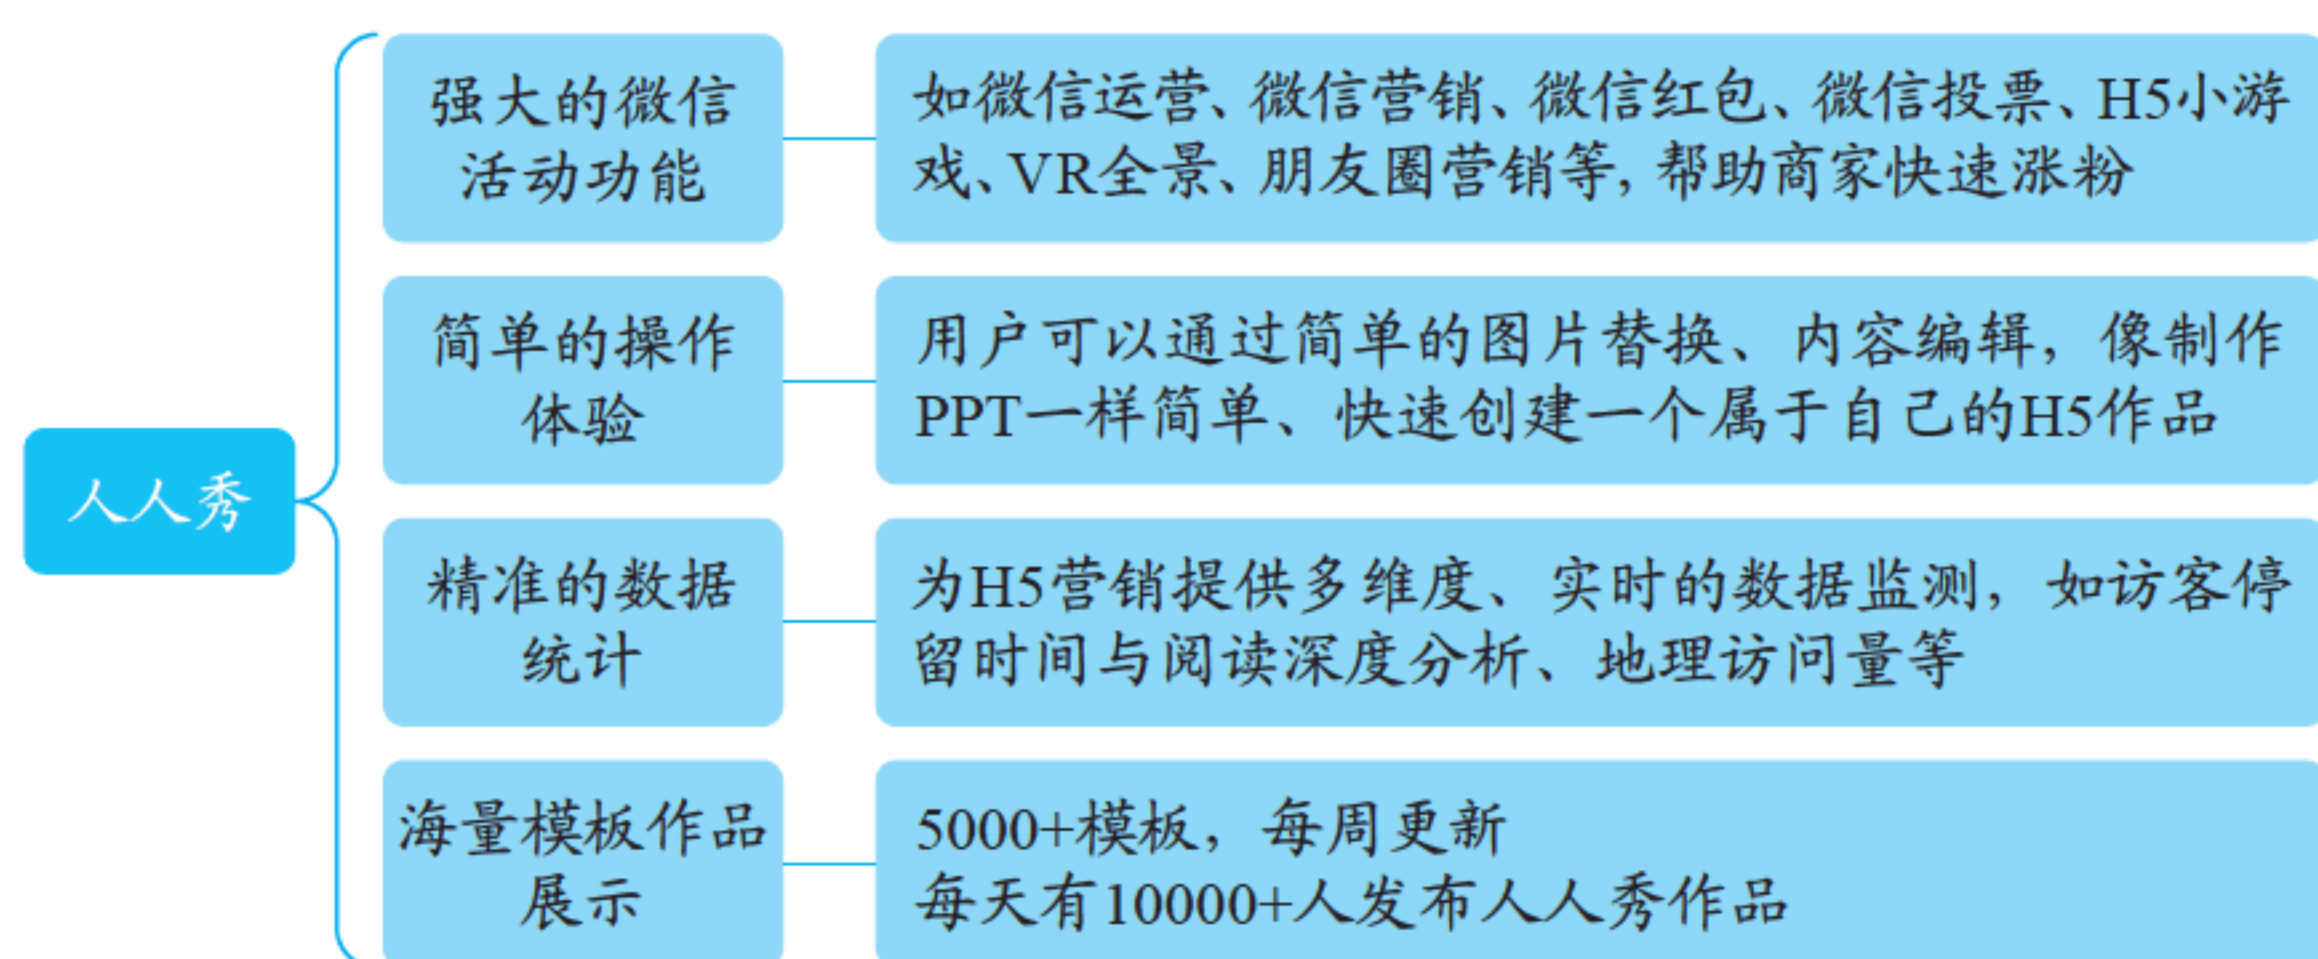 人人秀
强大的微信
活动功能
如微信运营、微信营销、微信红包、微信投票、H5小游
戏、VR全景、朋友圈营销等,帮助商家快速涨粉
简单的操作
体验
用户可以通过简单的图片替换、内容编辑，像制作
PPT一样简单、快速创建一个属于自己的H5作品
精准的数据
统计
为H5营销提供多维度、实时的数据监测，如访客停
留时间与阅读深度分析、地理访问量等
海量模板作品
展示
5000+模板，每周更新
每天有10000+人发布人人秀作品